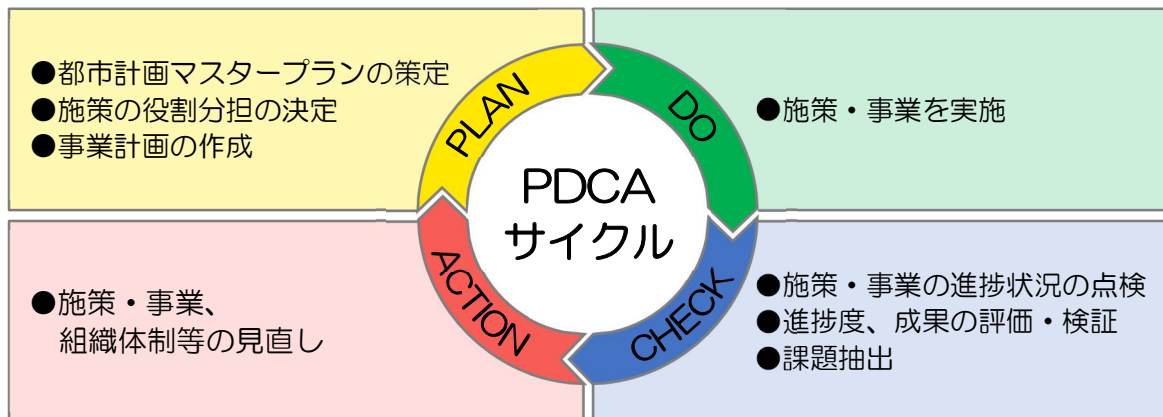 ●都市計画マスタープランの策定
●施策の役割分担の決定
●事業計画の作成
PLAN
DO
●施策・事業を実施
PDCA
サイクル
●施策・事業、
組織体制等の見直し
ACTION
CHECK
●施策・事業の進捗状況の点検
●進捗度、成果の評価・検証
●課題抽出